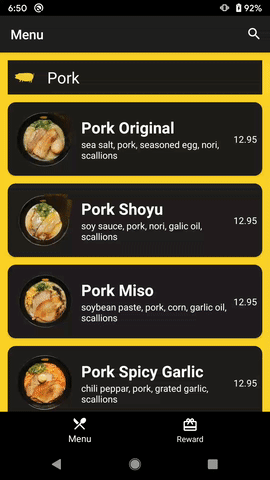 6:50
92%
Menu
Pork
Pork Original
sea salt, pork, seasoned egg, nori,
scallions
12.95
Pork Shoyu
soy sauce, pork, nori, galic oil,
scallions
12.95
Pork Miso
soybean paste, pork, corn, garlic oil,
scallions
12.95
Pork Spicy Garlic
chili peppar, pork, grated garlic,
scallions
12.95
Menu
Reward